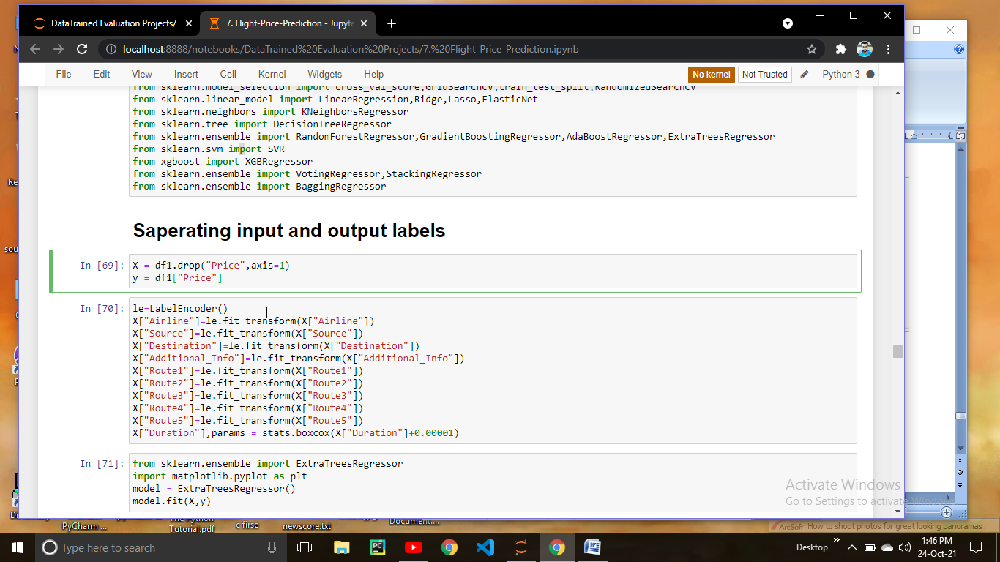 DataTrained Evaluation Projects/
7. Flight-Price-Prediction - Jupyte
localhost:8888/notebooks/DataTrained%20Evaluation%20Projects/7.%20Flight-Price-Prediction.ipynb
File Edit View Insert Cell Kernel Widgets Help No kernel Not Trusted Python 3
from sklearn.model_selection import cross_val_score,GridSearchCV,train_test_split,RandomizedSearchCV
from sklearn.linear_model import LinearRegression,Ridge,Lasso,ElasticNet
from sklearn.neighbors import KNeighborsRegressor
from sklearn.tree import DecisionTreeRegressor
from sklearn.ensemble import RandomForestRegressor,GradientBoostingRegressor,AdaBoostRegressor,ExtraTreesRegressor
from sklearn.svm import SVR
from xgboost import XGBRegressor
from sklearn.ensemble import VotingRegressor,StackingRegressor
from sklearn.ensemble import BaggingRegressor
Saperating input and output labels
In [69]: X = df1.drop("Price",axis=1)
y = df1["Price"]
In [70]: le=LabelEncoder()
X["Airline"]=le.fit_transform(X["Airline"])
X["Source"]=le.fit_transform(X["Source"])
X["Destination"]=le.fit_transform(X["Destination"])
X["Additional_Info"]=le.fit_transform(X["Additional_Info"])
X["Route1"]=le.fit_transform(X["Route1"])
X["Route2"]=le.fit_transform(X["Route2"])
X["Route3"]=le.fit_transform(X["Route3"])
X["Route4"]=le.fit_transform(X["Route4"])
X["Route5"]=le.fit_transform(X["Route5"])
X["Duration"],params = stats.boxcox(X["Duration"]+0.00001)
In [71]: from sklearn.ensemble import ExtraTreesRegressor
import matplotlib.pyplot as plt
model = ExtraTreesRegressor()
model.fit(X,y)
Activate Windows
Go to Settings to activate Windows.
PyCharm ...
Tutorial.pdf
c firse
newscore.txt
Document....
ArcSoft How to shoot photos for great looking panoramas
Type here to search
Desktop
1:46 PM
24-Oct-21